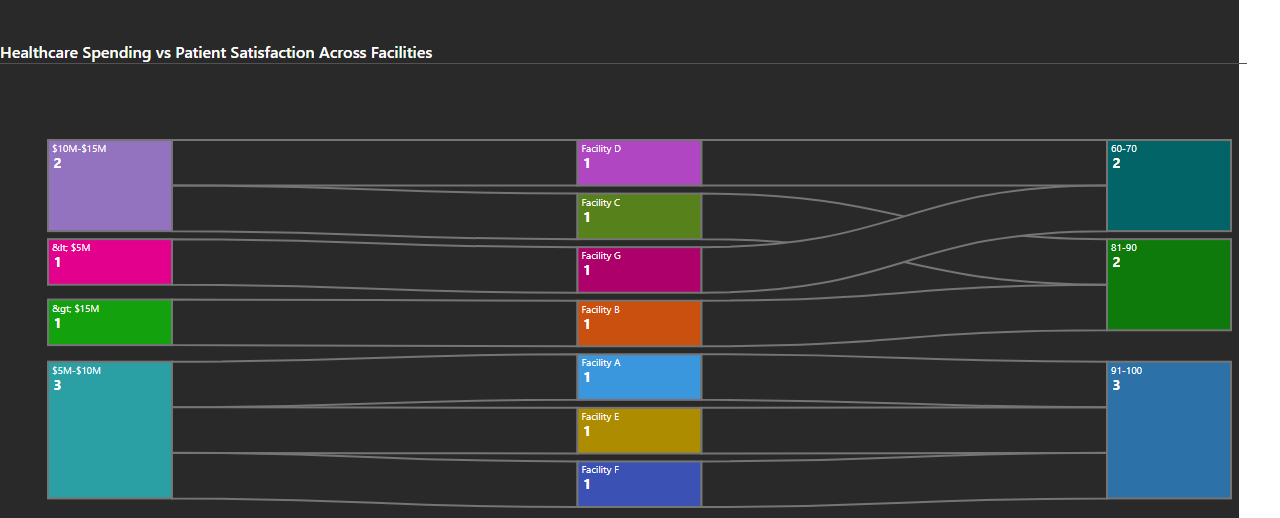 Healthcare Spending vs Patient Satisfaction Across Facilities
$10M-$15M
2
&lt; $5M
1
&gt; $15M
1
$5M-$10M
3
Facility D
1
Facility C
1
Facility G
1
Facility B
1
Facility A
1
Facility E
1
Facility F
1
60-70
2
81-90
2
91-100
3